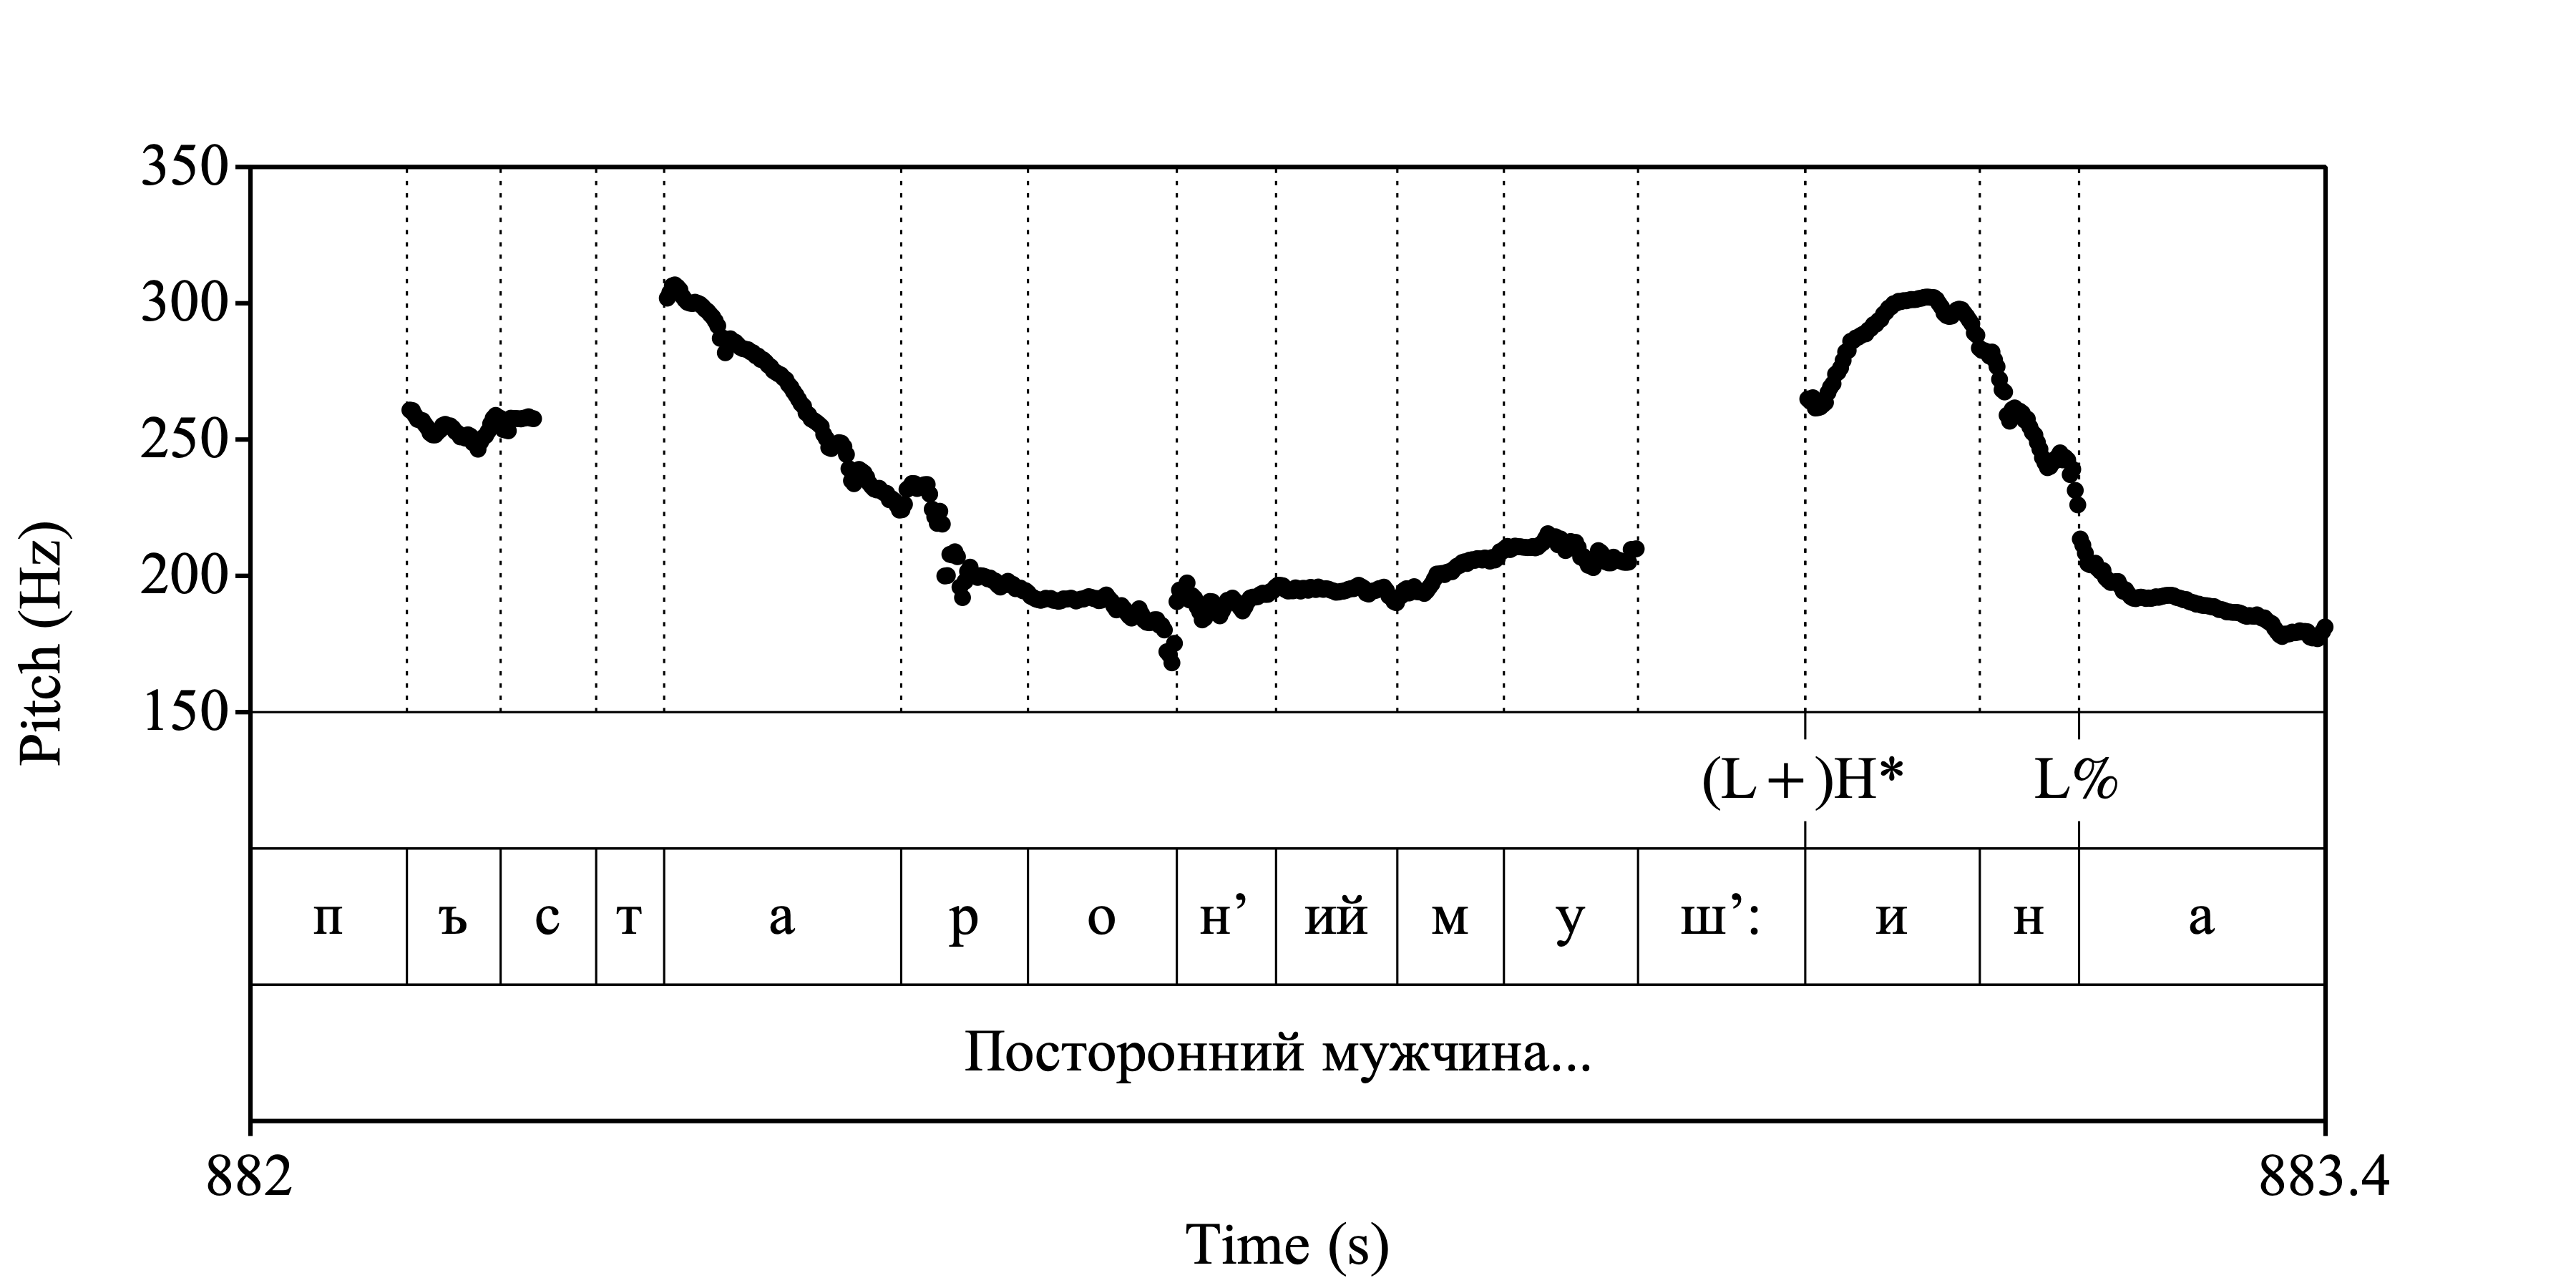 350
300
250
200
150
Pitch (Hz)
(L+)H* L%
п ъ с т а р о н’ ий м у ш’: и н а
Посторонний мужчина...
882 883.4
Time (s)